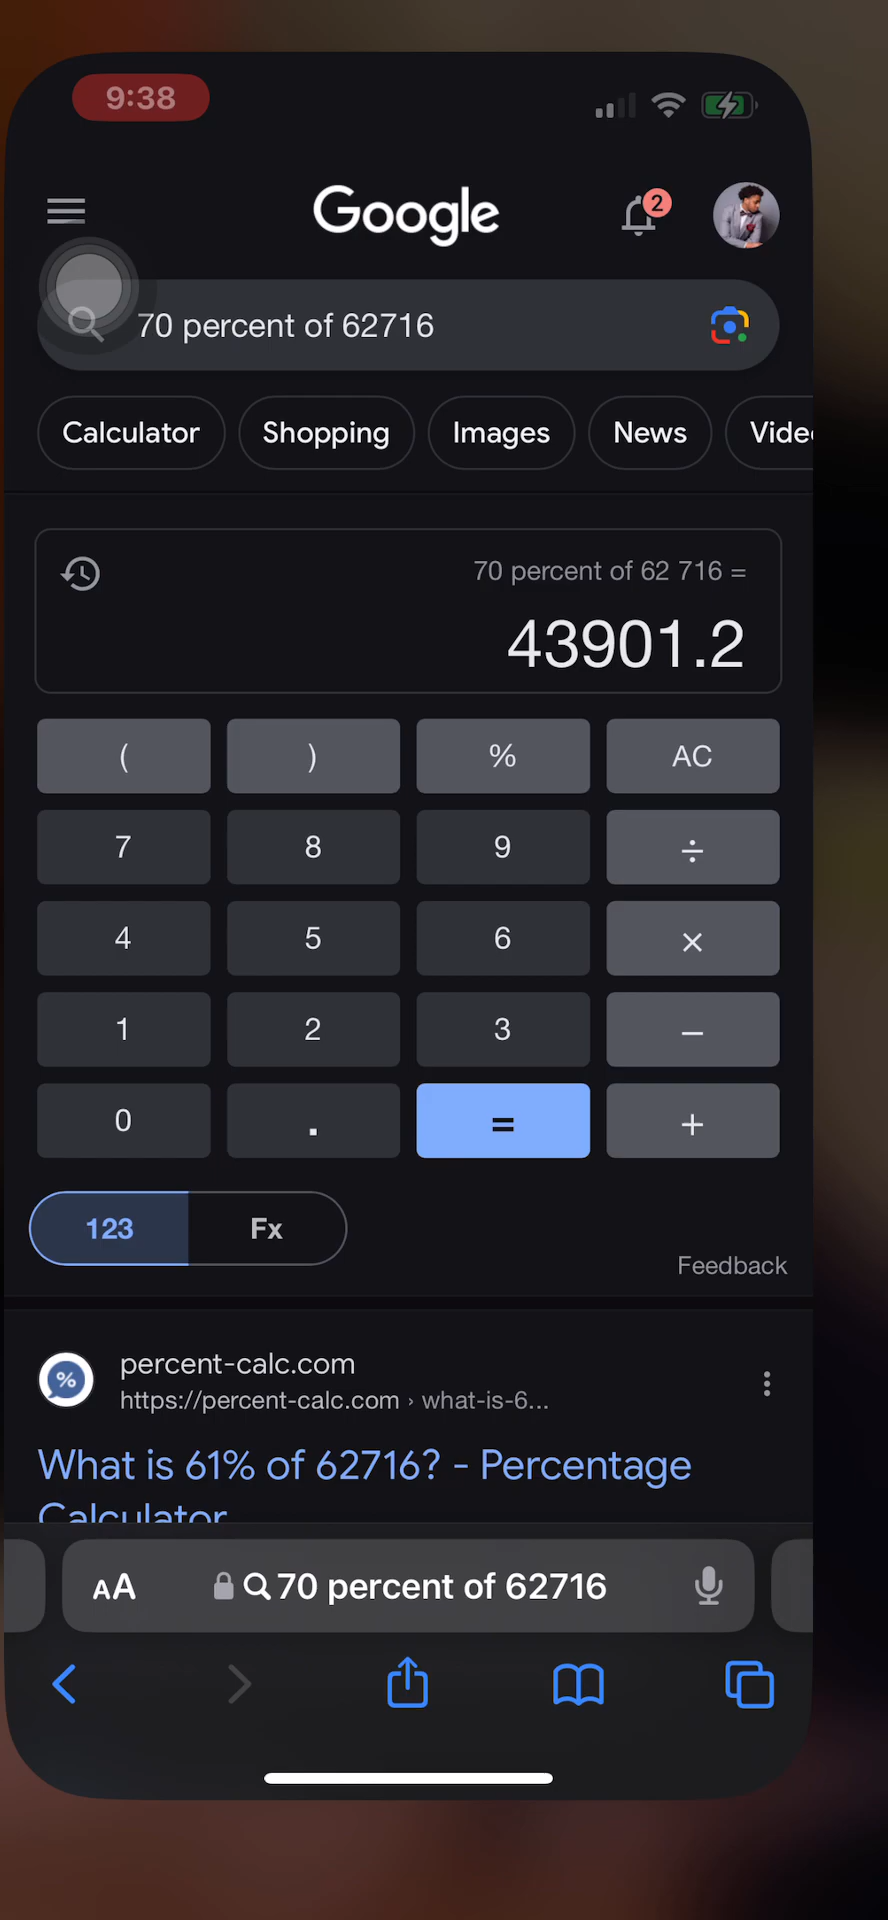 9:38
Google
2
70 percent of 62716
Calculator Shopping Images News Vide
70 percent of 62 716 =
43901.2
( ) % AC
7 8 9 ÷
4 5 6 ×
1 2 3 −
0 . = +
123 Fx
Feedback
%
percent-calc.com
https://percent-calc.com › what-is-6...
What is 61% of 62716? - Percentage
Calculator
AA 70 percent of 62716